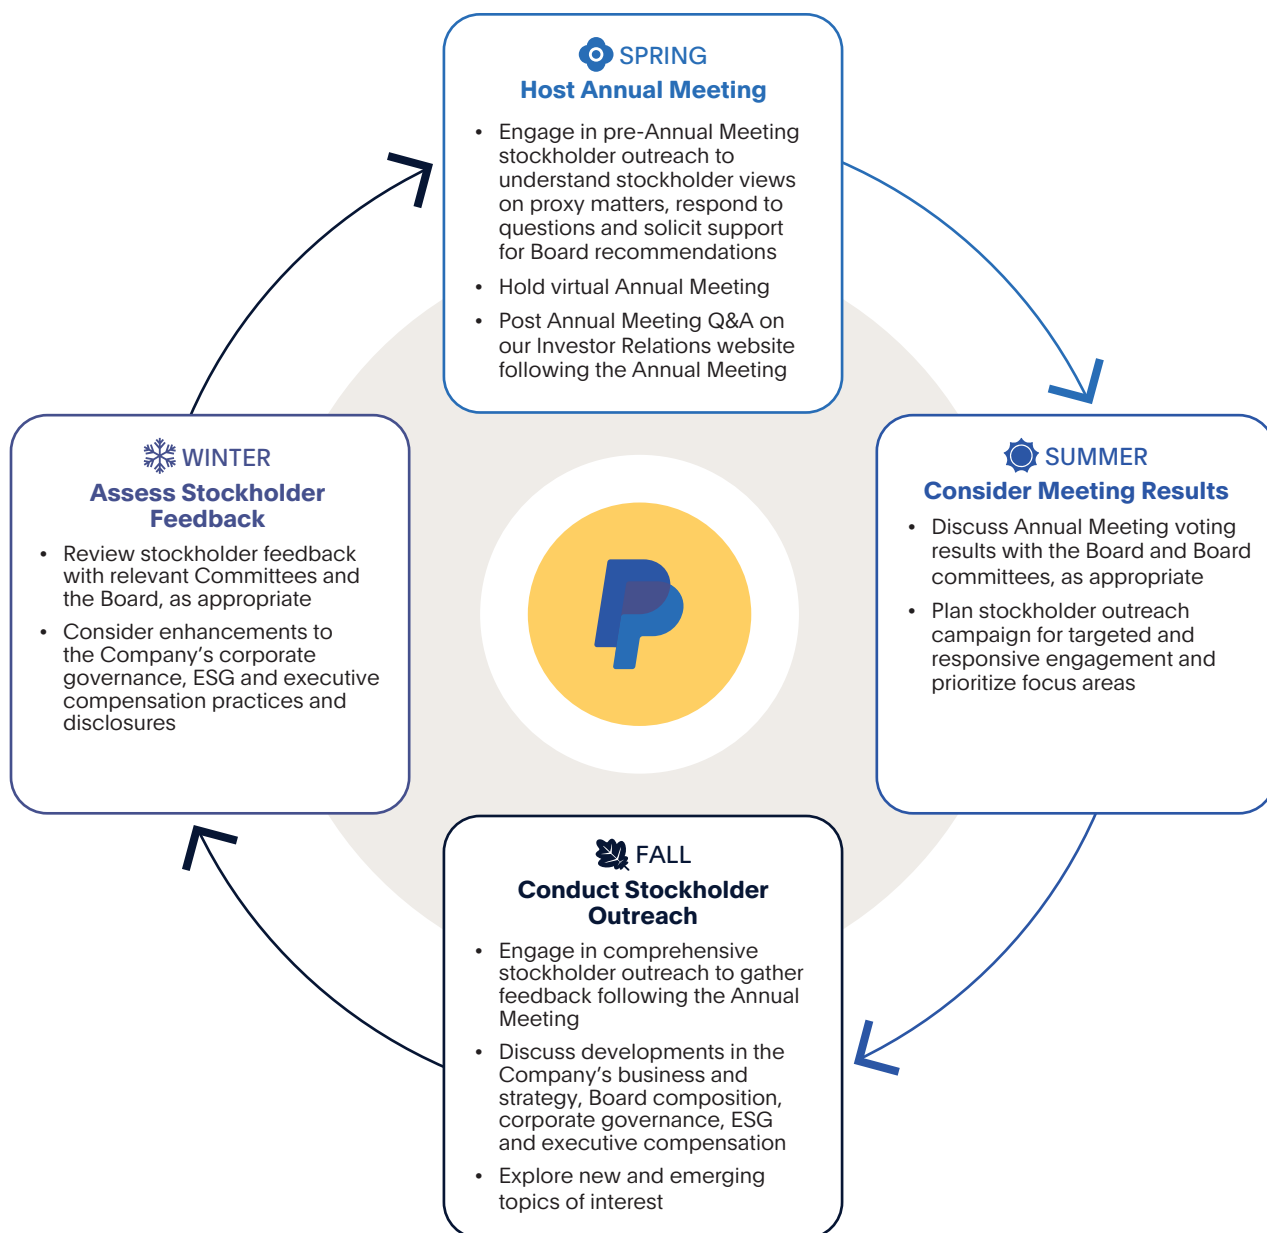 SPRING
Host Annual Meeting
• Engage in pre-Annual Meeting
stockholder outreach to
understand stockholder views
on proxy matters, respond to
questions and solicit support
for Board recommendations
• Hold virtual Annual Meeting
• Post Annual Meeting Q&A on
our Investor Relations website
following the Annual Meeting
SUMMER
Consider Meeting Results
• Discuss Annual Meeting voting
results with the Board and Board
committees, as appropriate
• Plan stockholder outreach
campaign for targeted and
responsive engagement and
prioritize focus areas
FALL
Conduct Stockholder
Outreach
• Engage in comprehensive
stockholder outreach to gather
feedback following the Annual
Meeting
• Discuss developments in the
Company’s business and
strategy, Board composition,
corporate governance, ESG
and executive compensation
• Explore new and emerging
topics of interest
WINTER
Assess Stockholder
Feedback
• Review stockholder feedback
with relevant Committees and
the Board, as appropriate
• Consider enhancements to
the Company’s corporate
governance, ESG and executive
compensation practices and
disclosures